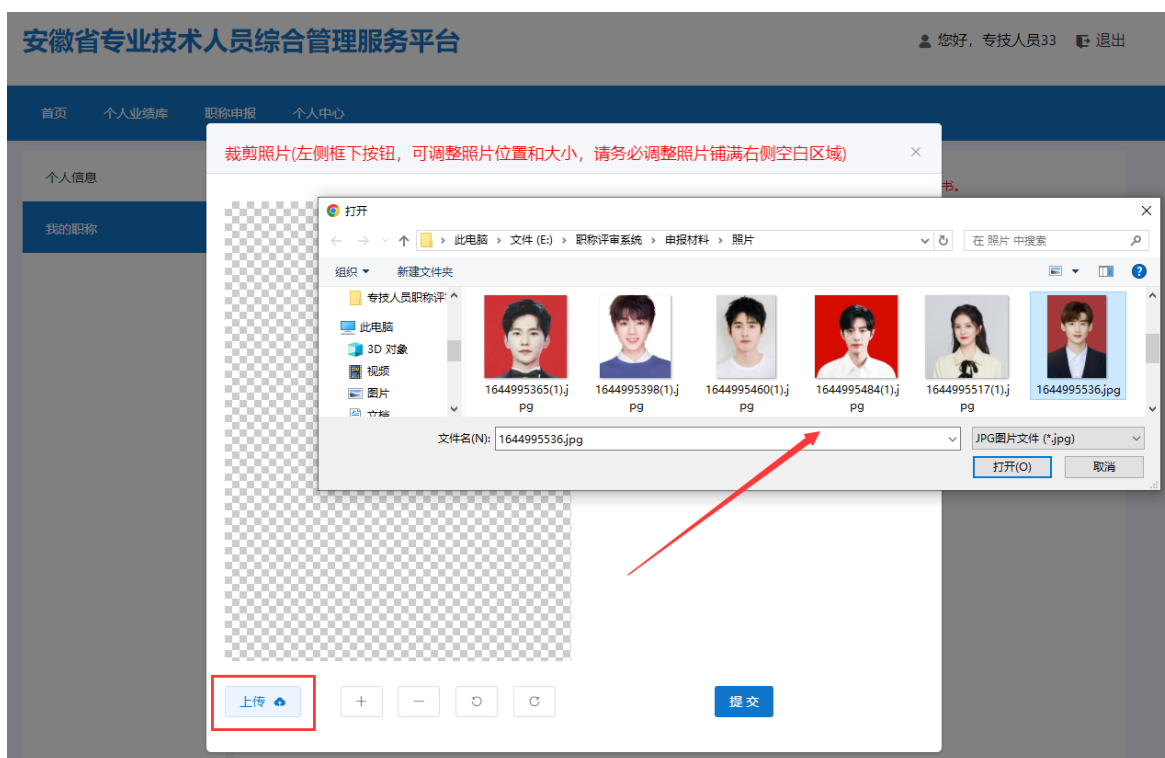 安徽省专业技术人员综合管理服务平台
您好，专技人员33 退出
首页 个人业绩库 职称申报 个人中心
裁剪照片(左侧框下按钮，可调整照片位置和大小，请务必调整照片铺满右侧空白区域)
个人信息
书。
我的职称
打开
此电脑 › 文件 (E:) › 职称评审系统 › 申报材料 › 照片
在 照片 中搜索
组织 新建文件夹
专技人员职称评
此电脑
3D 对象
视频
图片
文档
1644995365(1).jpg
1644995398(1).jpg
1644995460(1).jpg
1644995484(1).jpg
1644995517(1).jpg
1644995536.jpg
文件名(N): 1644995536.jpg
JPG图片文件 (*.jpg)
打开(O) 取消
上传
提交